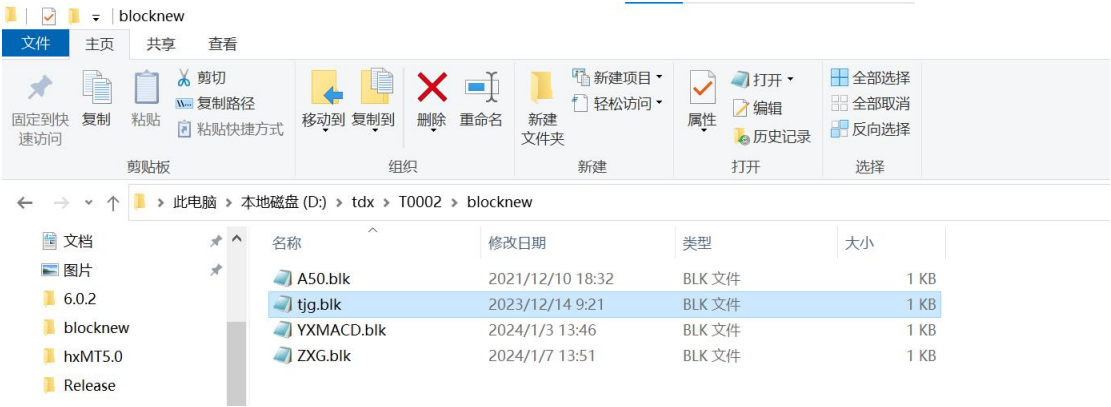 blocknew
文件 主页 共享 查看
固定到快速访问 复制 粘贴 剪切 复制路径 粘贴快捷方式
剪贴板
移动到 复制到 删除 重命名
组织
新建文件夹 新建项目 轻松访问
新建
属性 打开 编辑 历史记录
打开
全部选择 全部取消 反向选择
选择
此电脑 > 本地磁盘 (D:) > tdx > T0002 > blocknew
文档
图片
6.0.2
blocknew
hxMT5.0
Release
名称 修改日期 类型 大小
A50.blk 2021/12/10 18:32 BLK 文件 1 KB
tjg.blk 2023/12/14 9:21 BLK 文件 1 KB
YXMACD.blk 2024/1/3 13:46 BLK 文件 1 KB
ZXG.blk 2024/1/7 13:51 BLK 文件 1 KB